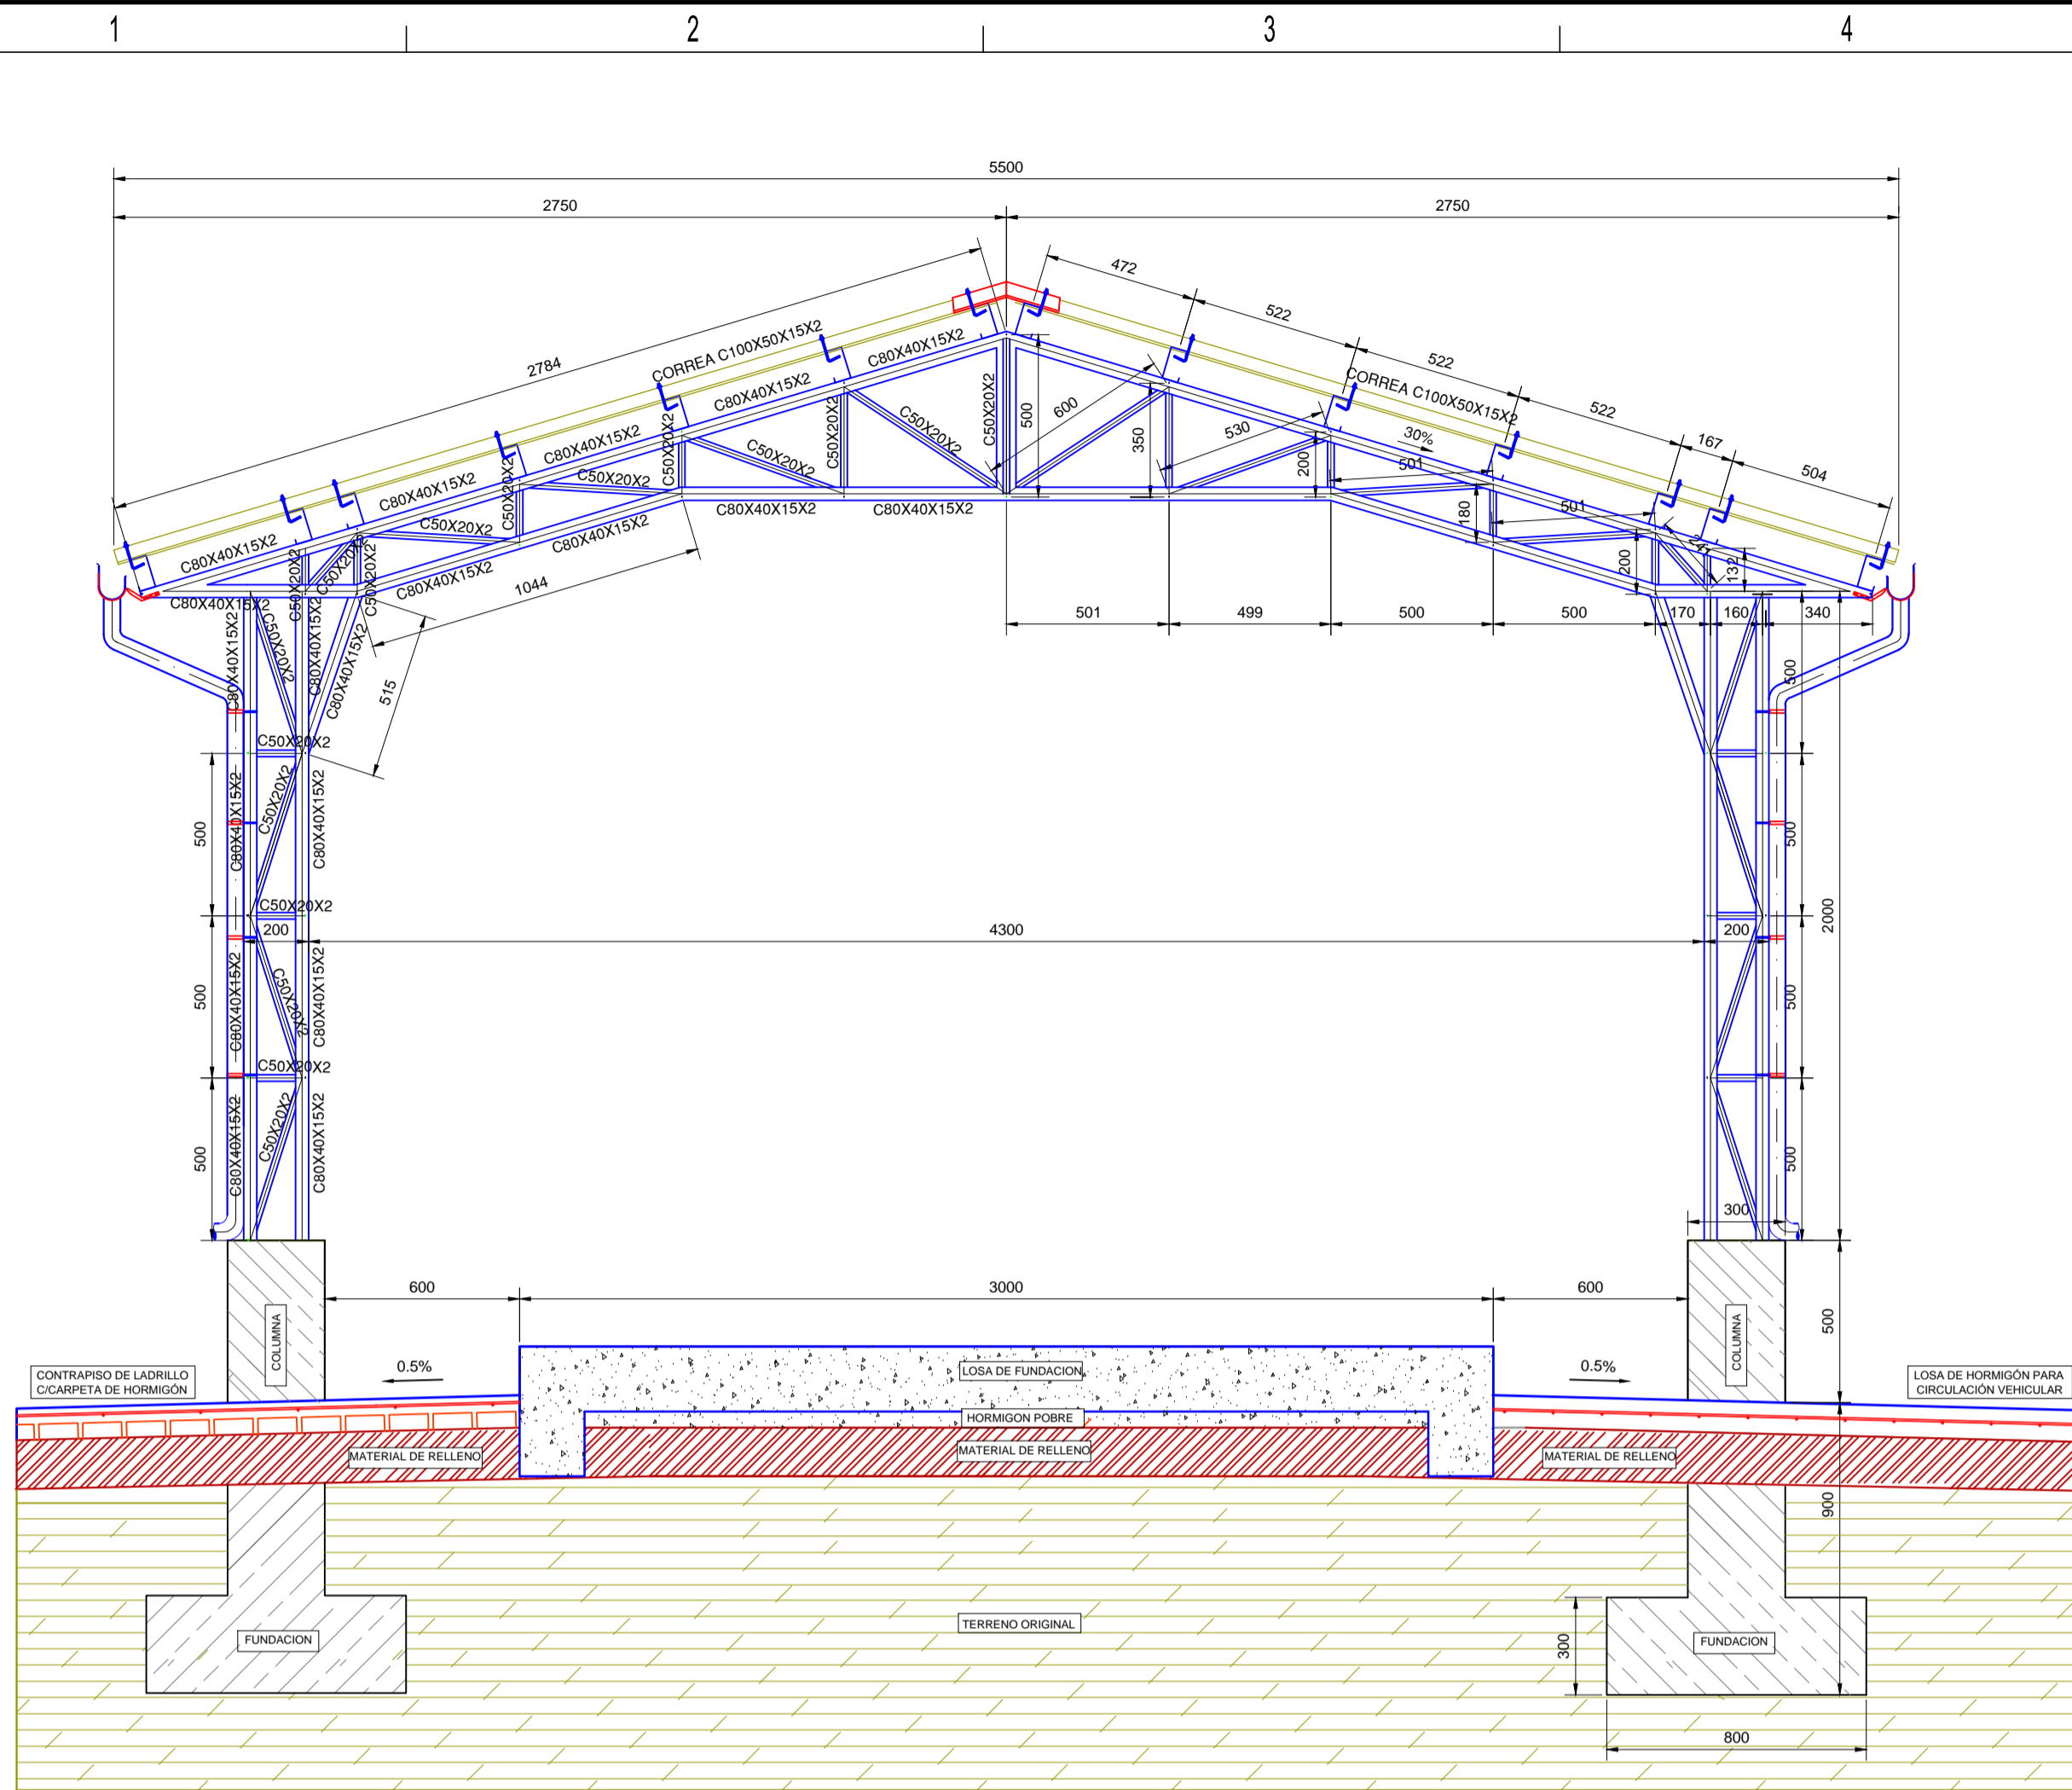 1 2 3 4
5500
2750 2750
2784
472
522
522
522
167
504
CORREA C100X50X15X2
CORREA C100X50X15X2
30%
C80X40X15X2
C80X40X15X2
C80X40X15X2
C80X40X15X2
C80X40X15X2
C50X20X2
C50X20X2
C50X20X2
C50X20X2
C50X20X2
C50X20X2
C50X20X2
C50X20X2
C50X20X2
C50X20X2
C50X20X2
500
600
350
530
200
501
180
501
200
241
132
C80X40X15X2
C80X40X15X2
C80X40X15X2
C80X40X15X2
C80X40X15X2
1044
515
501 499 500 500 170 160 340
C80X40X15X2
C50X20X2
C80X40X15X2
C80X40X15X2
C50X20X2
C80X40X15X2
C50X20X2
C80X40X15X2
C50X20X2
C80X40X15X2
C50X20X2
C80X40X15X2
C50X20X2
C80X40X15X2
C50X20X2
C80X40X15X2
500
500
500
200 4300 200
500
500
500
500
2000
300
600 3000 600
500
900
COLUMNA
COLUMNA
0.5%
0.5%
CONTRAPISO DE LADRILLO
C/CARPETA DE HORMIGÓN
LOSA DE FUNDACION
LOSA DE HORMIGÓN PARA
CIRCULACIÓN VEHICULAR
HORMIGON POBRE
MATERIAL DE RELLENO
MATERIAL DE RELLENO
MATERIAL DE RELLENO
TERRENO ORIGINAL
FUNDACION
FUNDACION
300
800